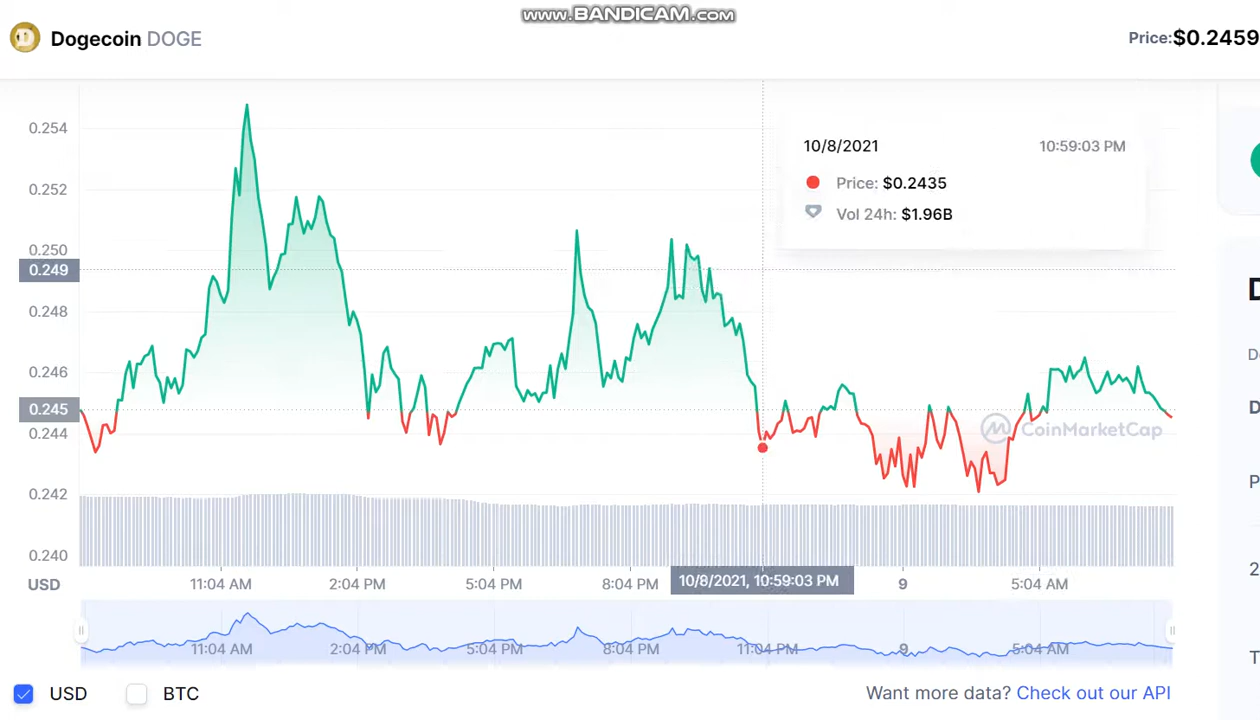 www.BANDICAM.com
Dogecoin DOGE
Price:$0.2459
0.254
0.252
0.250
0.249
0.248
0.246
0.245
0.244
0.242
0.240
USD
10/8/2021 10:59:03 PM
Price: $0.2435
Vol 24h: $1.96B
CoinMarketCap
11:04 AM 2:04 PM 5:04 PM 8:04 PM 10/8/2021, 10:59:03 PM 9 5:04 AM
11:04 AM 2:04 PM 5:04 PM 8:04 PM 11:04 PM 9 5:04 AM
USD BTC
Want more data? Check out our API